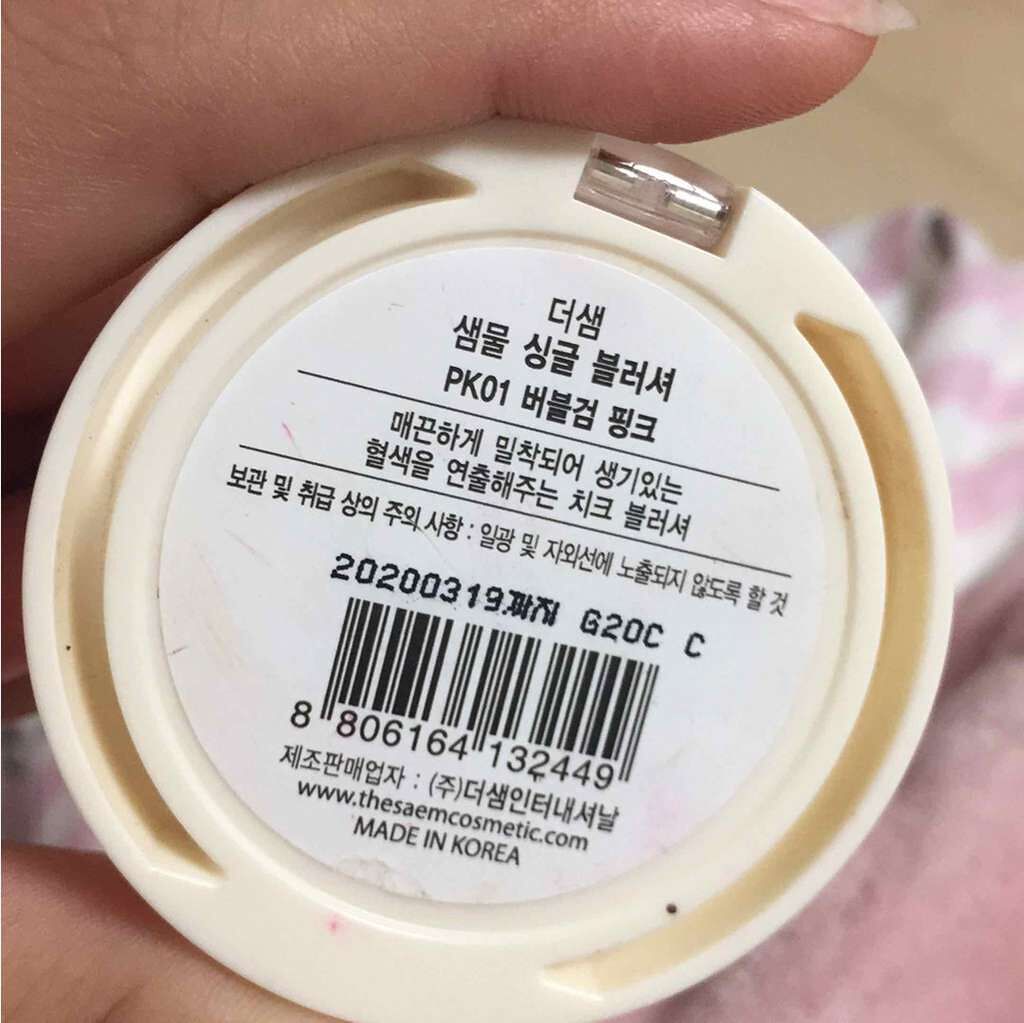 더샘
샘물 싱글 블러셔
PK01 버블검 핑크
매끈하게 밀착되어 생기있는
혈색을 연출해주는 치크 블러셔
보관 및 취급 상의 주의 사항 : 일광 및 자외선에 노출되지 않도록 할 것
20200319까지 G20C C
8 806164 132449
제조판매업자 : (주)더샘인터내셔날
www.thesaemcosmetic.com
MADE IN KOREA